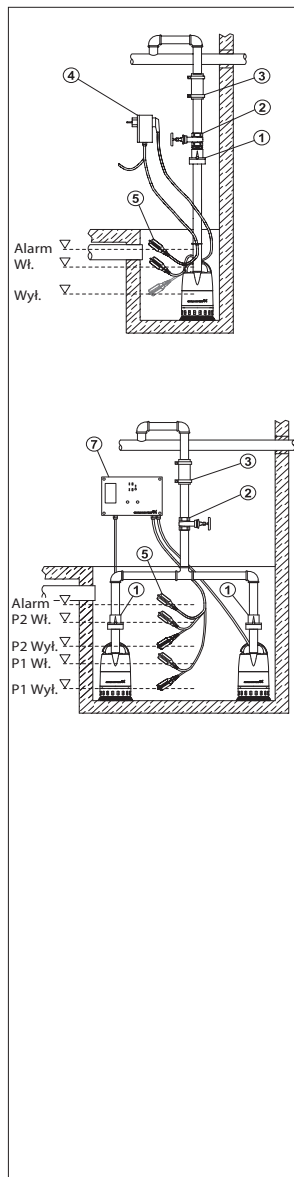 ④
③
②
①
⑤
Alarm
Wł.
Wył.
⑦
③
②
⑤
①
①
Alarm
P2 Wł.
P2 Wył.
P1 Wł.
P1 Wył.